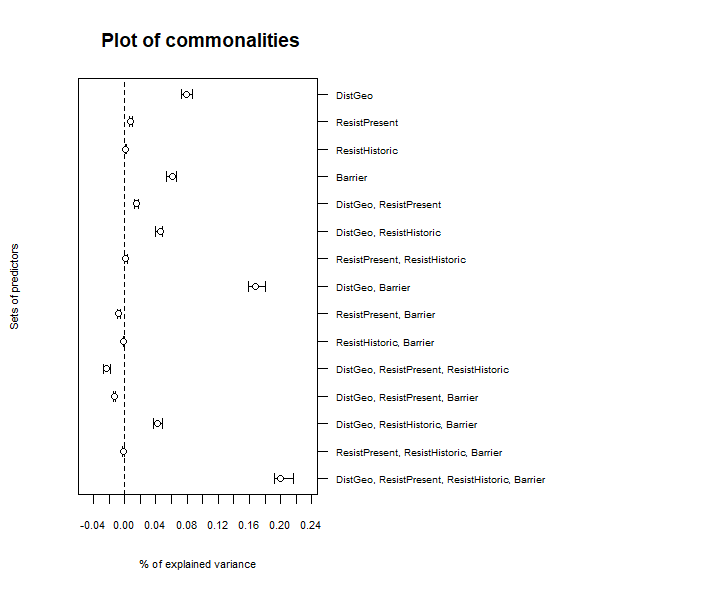 Plot of commonalities
DistGeo
ResistPresent
ResistHistoric
Barrier
DistGeo, ResistPresent
DistGeo, ResistHistoric
ResistPresent, ResistHistoric
DistGeo, Barrier
ResistPresent, Barrier
ResistHistoric, Barrier
DistGeo, ResistPresent, ResistHistoric
DistGeo, ResistPresent, Barrier
DistGeo, ResistHistoric, Barrier
ResistPresent, ResistHistoric, Barrier
DistGeo, ResistPresent, ResistHistoric, Barrier
Sets of predictors
-0.04 0.00 0.04 0.08 0.12 0.16 0.20 0.24
% of explained variance